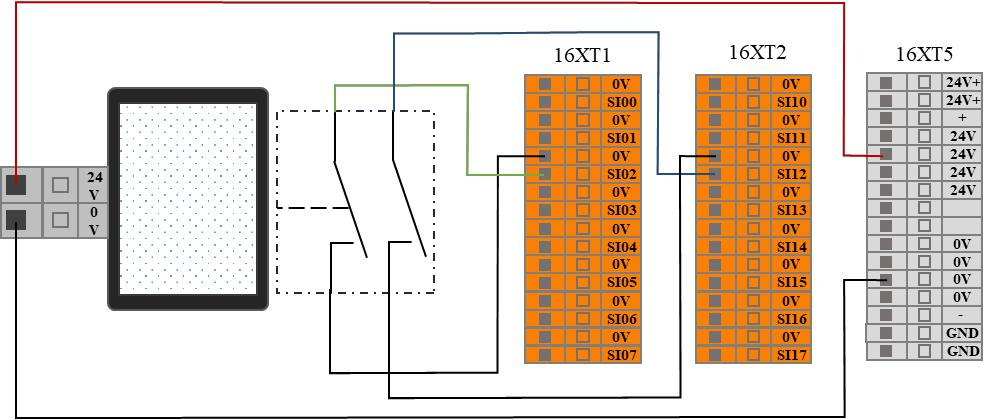 16XT1
16XT2
16XT5
24
V
0
V
0V
SI00
0V
SI01
0V
SI02
0V
SI03
0V
SI04
0V
SI05
0V
SI06
0V
SI07
0V
SI10
0V
SI11
0V
SI12
0V
SI13
0V
SI14
0V
SI15
0V
SI16
0V
SI17
24V+
24V+
+
24V
24V
24V
24V
0V
0V
0V
0V
-
GND
GND